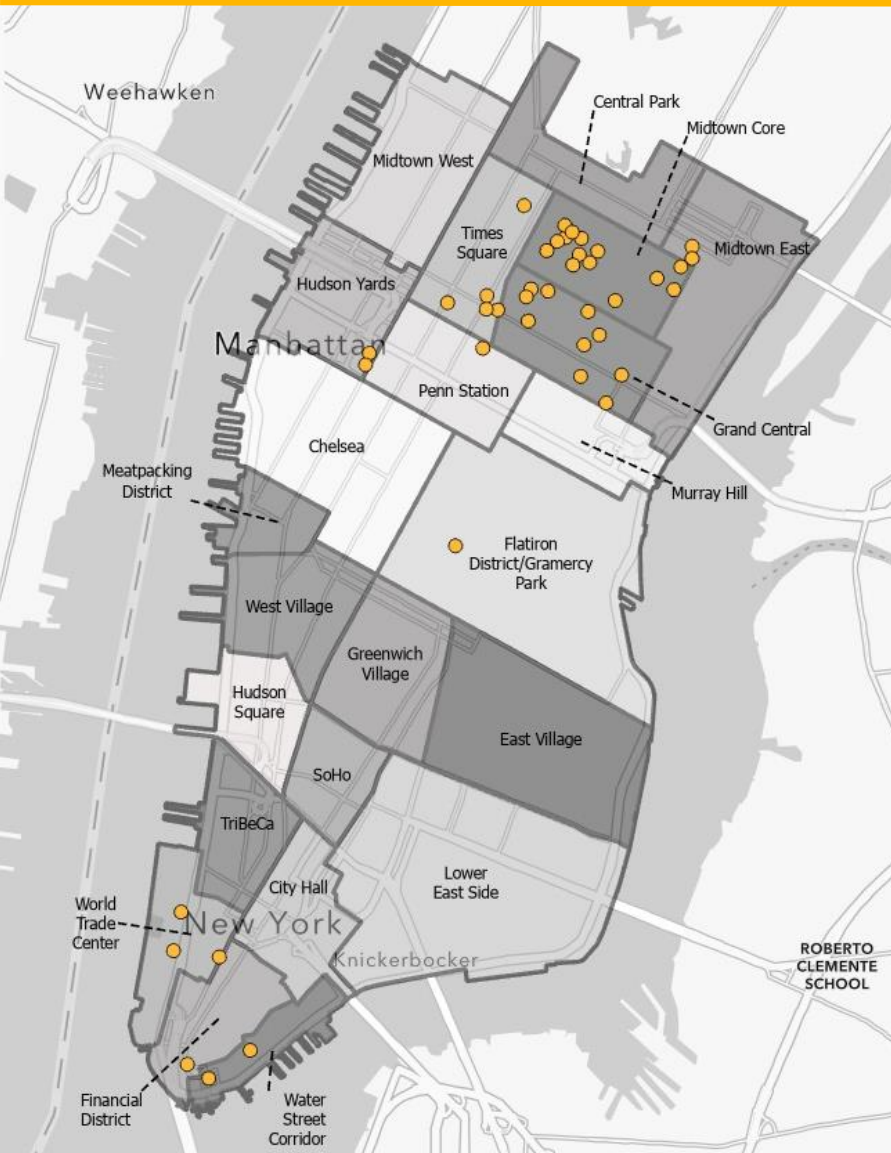 Weehawken
Central Park
Midtown Core
Midtown West
Times
Square
Midtown East
Hudson Yards
Manhattan
Penn Station
Grand Central
Chelsea
Meatpacking
District
Murray Hill
Flatiron
District/Gramercy
Park
West Village
Greenwich
Village
Hudson
Square
East Village
SoHo
TriBeCa
Lower
East Side
City Hall
World
Trade
Center
New York
Knickerbocker
ROBERTO
CLEMENTE
SCHOOL
Financial
District
Water
Street
Corridor